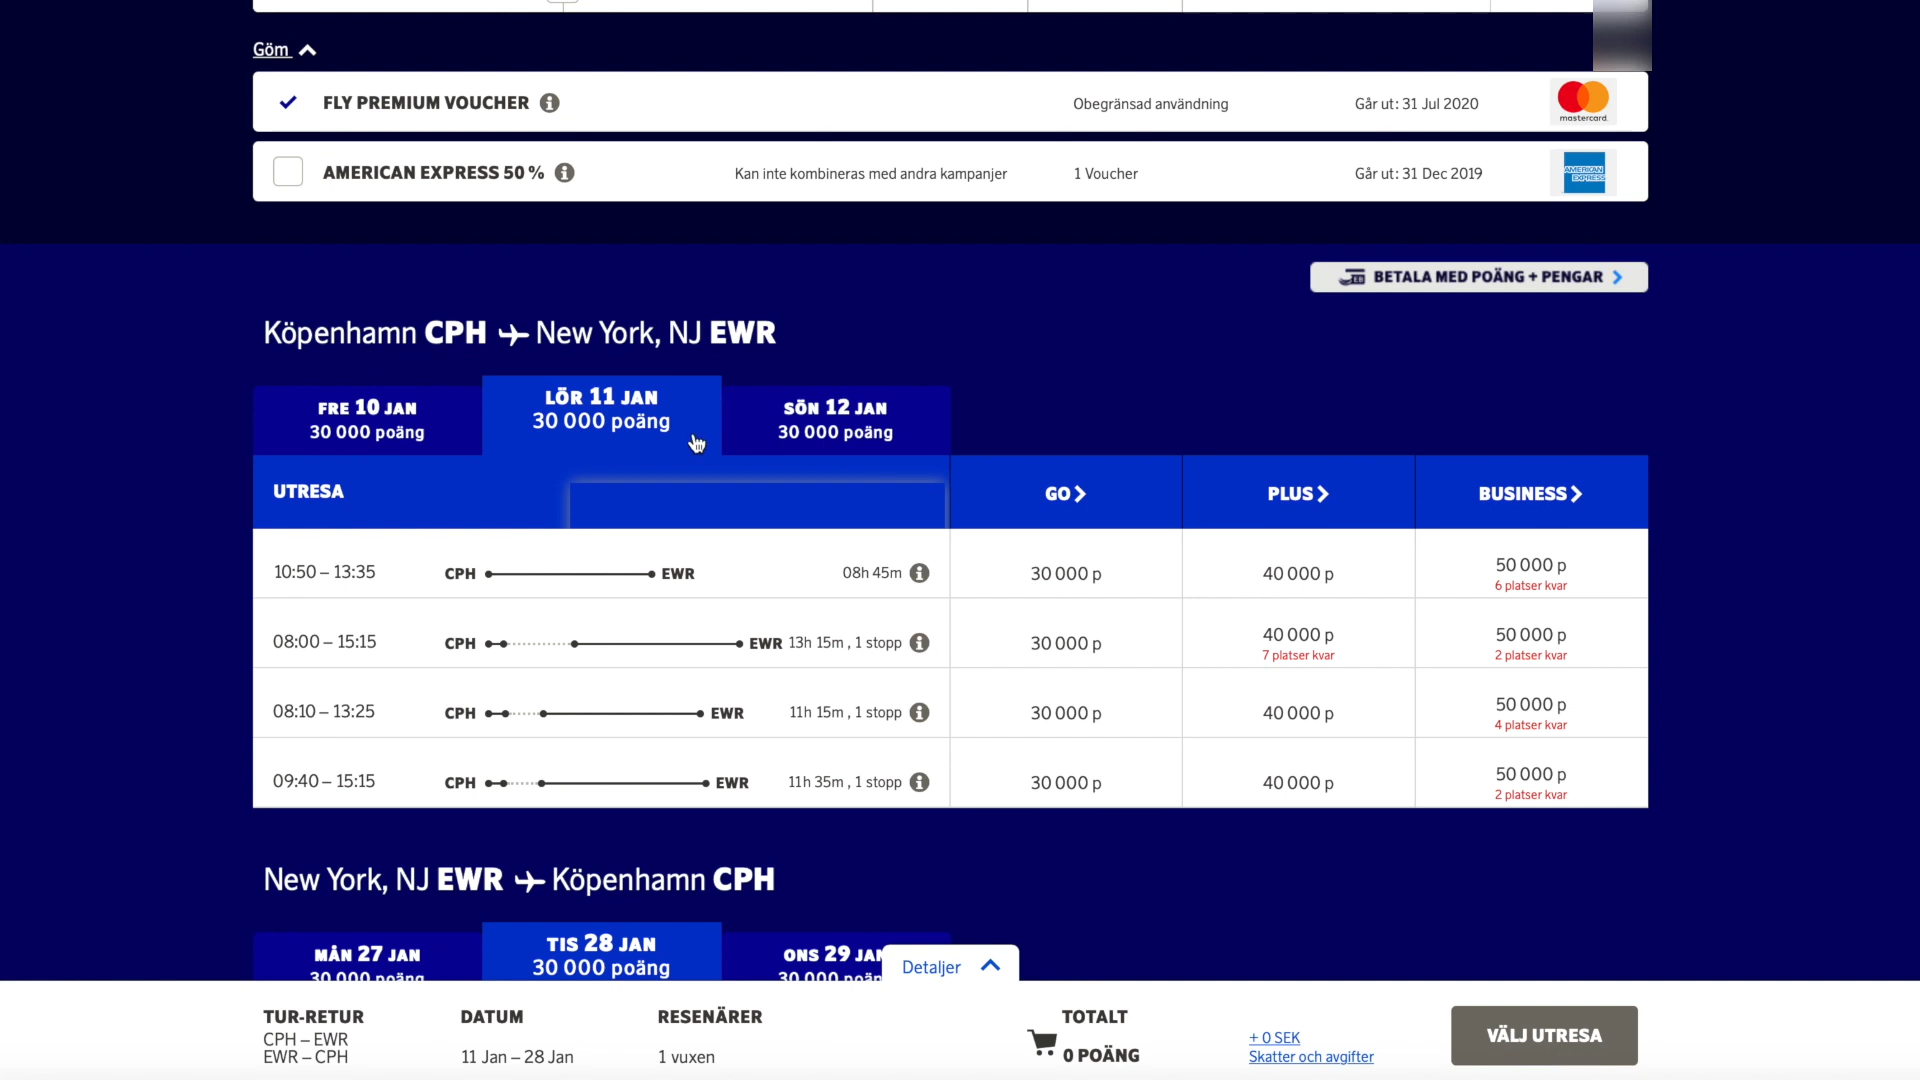 Göm
FLY PREMIUM VOUCHER
Obegränsad användning
Går ut: 31 Jul 2020
mastercard
AMERICAN EXPRESS 50 %
Kan inte kombineras med andra kampanjer
1 Voucher
Går ut: 31 Dec 2019
AMERICAN EXPRESS
BETALA MED POÄNG + PENGAR
Köpenhamn CPH New York, NJ EWR
FRE 10 JAN
30 000 poäng
LÖR 11 JAN
30 000 poäng
SÖN 12 JAN
30 000 poäng
UTRESA
GO
PLUS
BUSINESS
10:50 – 13:35
CPH EWR
08h 45m
30 000 p
40 000 p
50 000 p
6 platser kvar
08:00 – 15:15
CPH EWR
13h 15m , 1 stopp
30 000 p
40 000 p
7 platser kvar
50 000 p
2 platser kvar
08:10 – 13:25
CPH EWR
11h 15m , 1 stopp
30 000 p
40 000 p
50 000 p
4 platser kvar
09:40 – 15:15
CPH EWR
11h 35m , 1 stopp
30 000 p
40 000 p
50 000 p
2 platser kvar
New York, NJ EWR Köpenhamn CPH
MÅN 27 JAN
30 000 poäng
TIS 28 JAN
30 000 poäng
ONS 29 JAN
30 000 poäng
Detaljer
TUR-RETUR
CPH – EWR
EWR – CPH
DATUM
11 Jan – 28 Jan
RESENÄRER
1 vuxen
TOTALT
0 POÄNG
+ 0 SEK
Skatter och avgifter
VÄLJ UTRESA